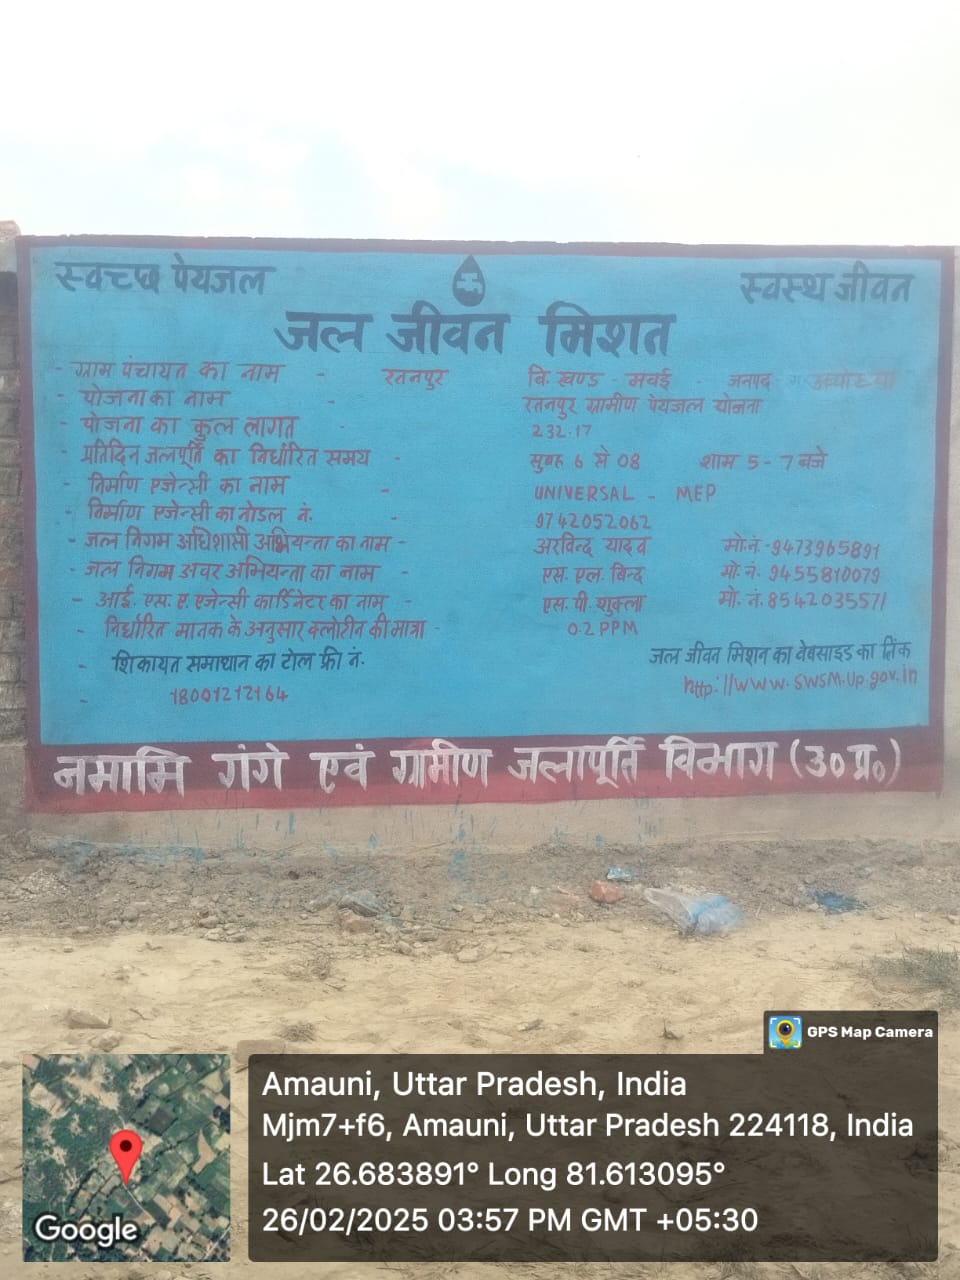 स्वच्छ पेयजल स्वस्थ जीवन
जल जीवन मिशन
- ग्राम पंचायत का नाम - रतनपुर बि. खण्ड - मवई - जनपद - अयोध्या
- योजना का नाम - रतनपुर ग्रामीण पेयजल योजना
- योजना का कुल लागत - 232.17
- प्रतिदिन जलपूर्ति का निर्धारित समय - सुबह 6 से 08 शाम 5 - 7 बजे
- निर्माण एजेन्सी का नाम - UNIVERSAL - MEP
- निर्माण एजेन्सी का नोडल नं. - 9742052062
- जल निगम अधिशासी अभियन्ता का नाम - अरविन्द यादव मो.नं.-9473965891
- जल निगम अवर अभियन्ता का नाम - एस. एल. बिन्द मो. नं. 9455810079
- आई. एस. ए. एजेन्सी कार्डिनेटर का नाम - एस. पी. शुक्ला मो. नं. 8542035571
- निर्धारित मानक के अनुसार क्लोरीन की मात्रा - 0.2 PPM
- शिकायत समाधान का टोल फ्री नं. जल जीवन मिशन का वेबसाइड का लिंक
- 18001212164 http://www.swsm.up.gov.in
नमामि गंगे एवं ग्रामीण जलापूर्ति विभाग (उ०प्र०)
GPS Map Camera
Amauni, Uttar Pradesh, India
Mjm7+f6, Amauni, Uttar Pradesh 224118, India
Lat 26.683891° Long 81.613095°
26/02/2025 03:57 PM GMT +05:30
Google